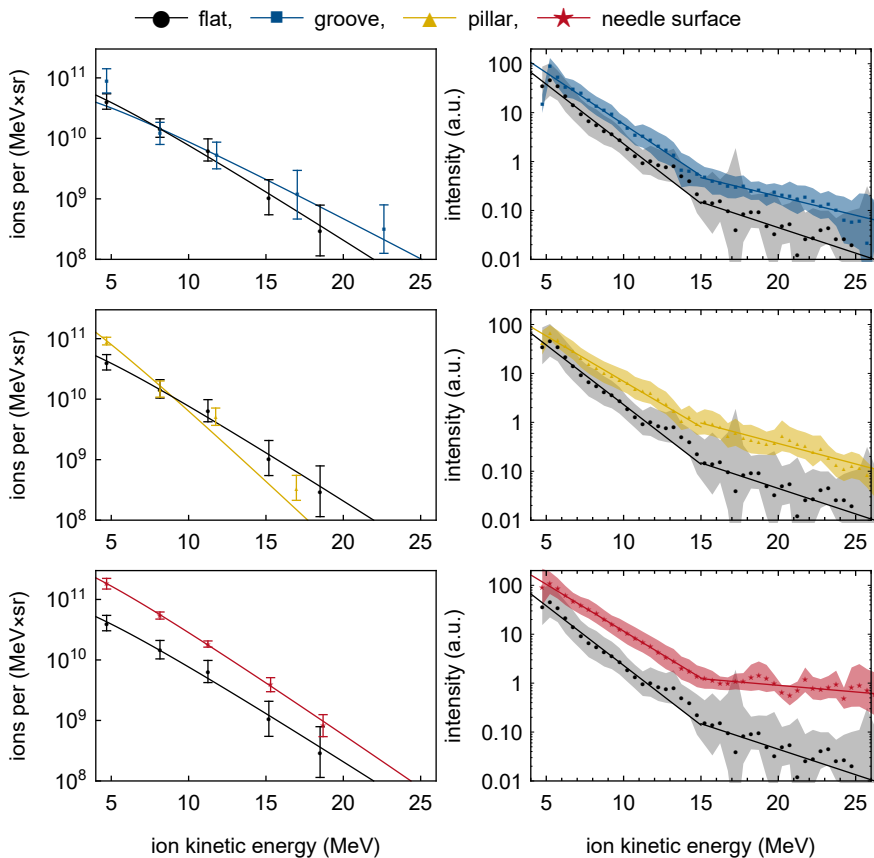 flat, groove, pillar, needle surface
ions per (MeV×sr)
10¹¹
10¹⁰
10⁹
10⁸
5 10 15 20 25
intensity (a.u.)
100
10
1
0.10
0.01
5 10 15 20 25
ions per (MeV×sr)
10¹¹
10¹⁰
10⁹
10⁸
5 10 15 20 25
intensity (a.u.)
100
10
1
0.10
0.01
5 10 15 20 25
ions per (MeV×sr)
10¹¹
10¹⁰
10⁹
10⁸
5 10 15 20 25
ion kinetic energy (MeV)
intensity (a.u.)
100
10
1
0.10
0.01
5 10 15 20 25
ion kinetic energy (MeV)